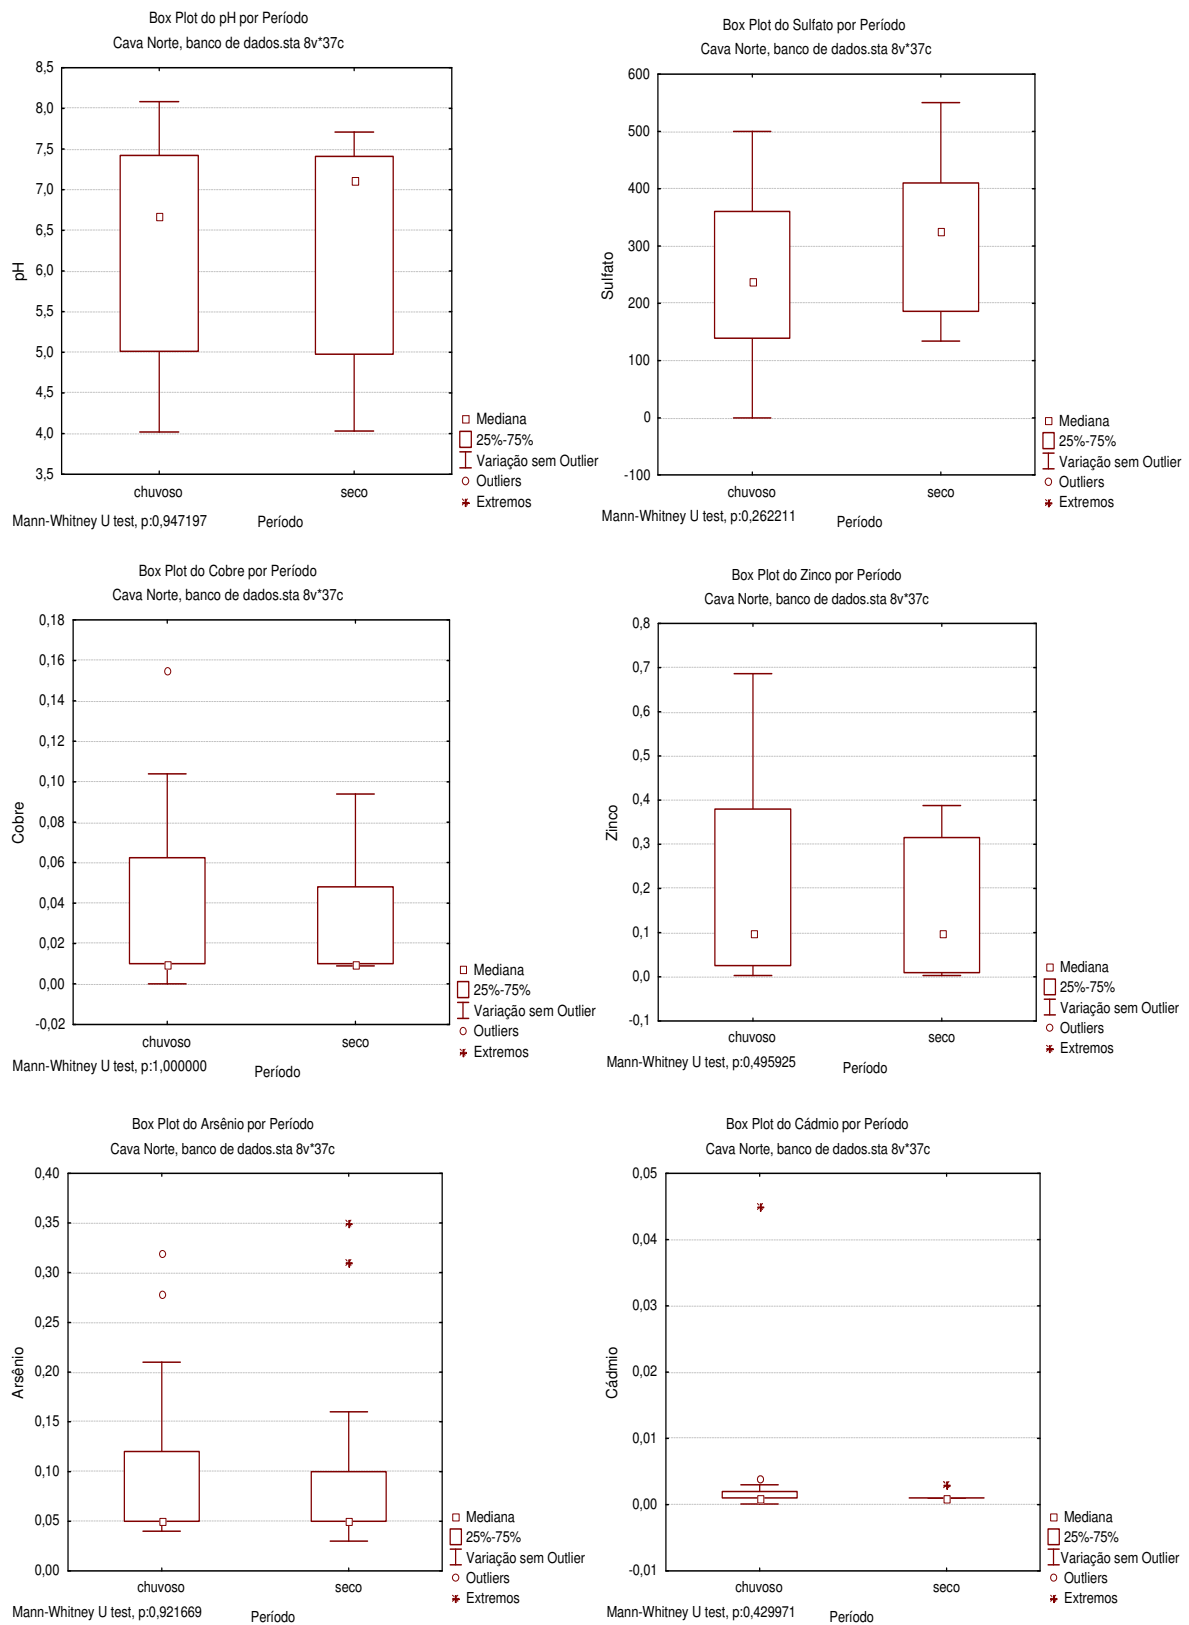 Box Plot do pH por Período
Cava Norte, banco de dados.sta 8v*37c
8,5
8,0
7,5
7,0
6,5
6,0
5,5
5,0
4,5
4,0
3,5
pH
chuvoso
seco
Mediana
25%-75%
Variação sem Outlier
Outliers
Extremos
Mann-Whitney U test, p:0,947197
Período
Box Plot do Sulfato por Período
Cava Norte, banco de dados.sta 8v*37c
600
500
400
300
200
100
0
-100
Sulfato
chuvoso
seco
Mediana
25%-75%
Variação sem Outlier
Outliers
Extremos
Mann-Whitney U test, p:0,262211
Período
Box Plot do Cobre por Período
Cava Norte, banco de dados.sta 8v*37c
0,18
0,16
0,14
0,12
0,10
0,08
0,06
0,04
0,02
0,00
-0,02
Cobre
chuvoso
seco
Mediana
25%-75%
Variação sem Outlier
Outliers
Extremos
Mann-Whitney U test, p:1,000000
Período
Box Plot do Zinco por Período
Cava Norte, banco de dados.sta 8v*37c
0,8
0,7
0,6
0,5
0,4
0,3
0,2
0,1
0,0
-0,1
Zinco
chuvoso
seco
Mediana
25%-75%
Variação sem Outlier
Outliers
Extremos
Mann-Whitney U test, p:0,495925
Período
Box Plot do Arsênio por Período
Cava Norte, banco de dados.sta 8v*37c
0,40
0,35
0,30
0,25
0,20
0,15
0,10
0,05
0,00
Arsênio
chuvoso
seco
Mediana
25%-75%
Variação sem Outlier
Outliers
Extremos
Mann-Whitney U test, p:0,921669
Período
Box Plot do Cádmio por Período
Cava Norte, banco de dados.sta 8v*37c
0,05
0,04
0,03
0,02
0,01
0,00
-0,01
Cádmio
chuvoso
seco
Mediana
25%-75%
Variação sem Outlier
Outliers
Extremos
Mann-Whitney U test, p:0,429971
Período